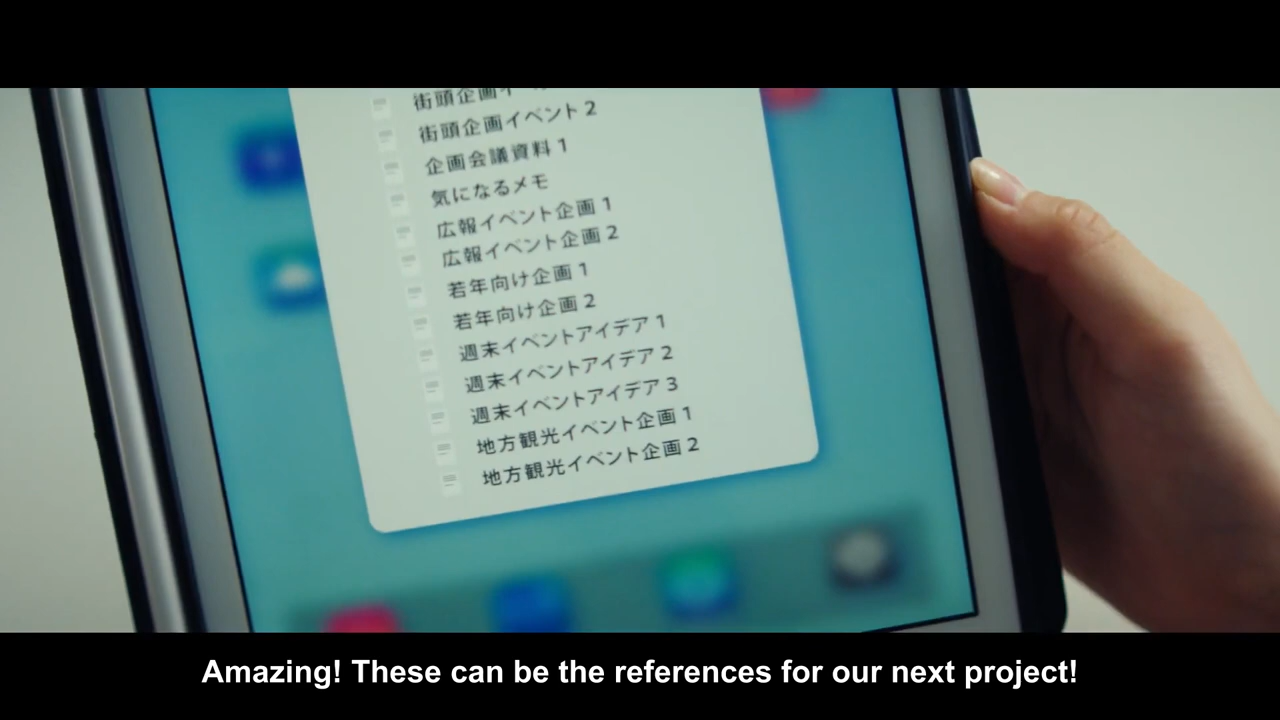 街頭企画イベ
街頭企画イベント 2
企画会議資料 1
気になるメモ
広報イベント企画 1
広報イベント企画 2
若年向け企画 1
若年向け企画 2
週末イベントアイデア 1
週末イベントアイデア 2
週末イベントアイデア 3
地方観光イベント企画 1
地方観光イベント企画 2
Amazing! These can be the references for our next project!